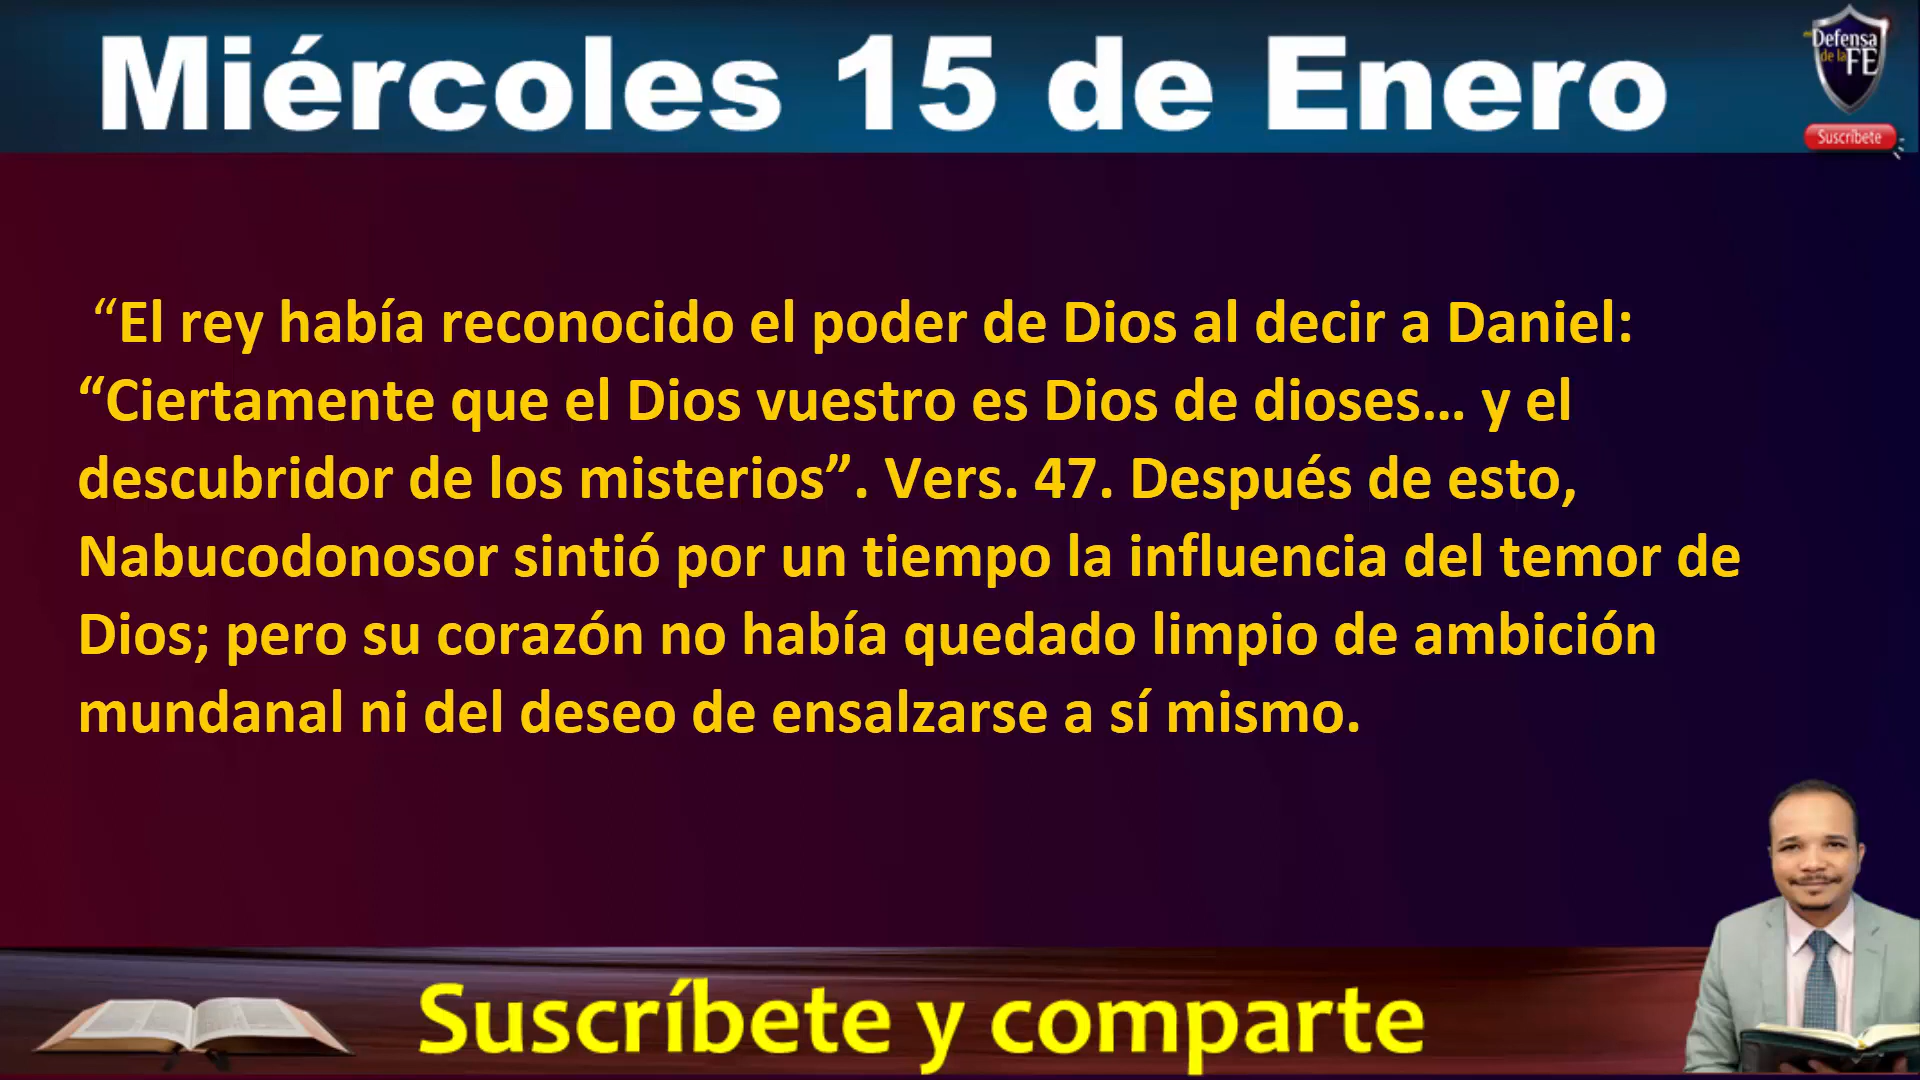 Miércoles 15 de Enero
Defensa
de la FE
Suscríbete
“El rey había reconocido el poder de Dios al decir a Daniel:
“Ciertamente que el Dios vuestro es Dios de dioses… y el
descubridor de los misterios”. Vers. 47. Después de esto,
Nabucodonosor sintió por un tiempo la influencia del temor de
Dios; pero su corazón no había quedado limpio de ambición
mundanal ni del deseo de ensalzarse a sí mismo.
Suscríbete y comparte